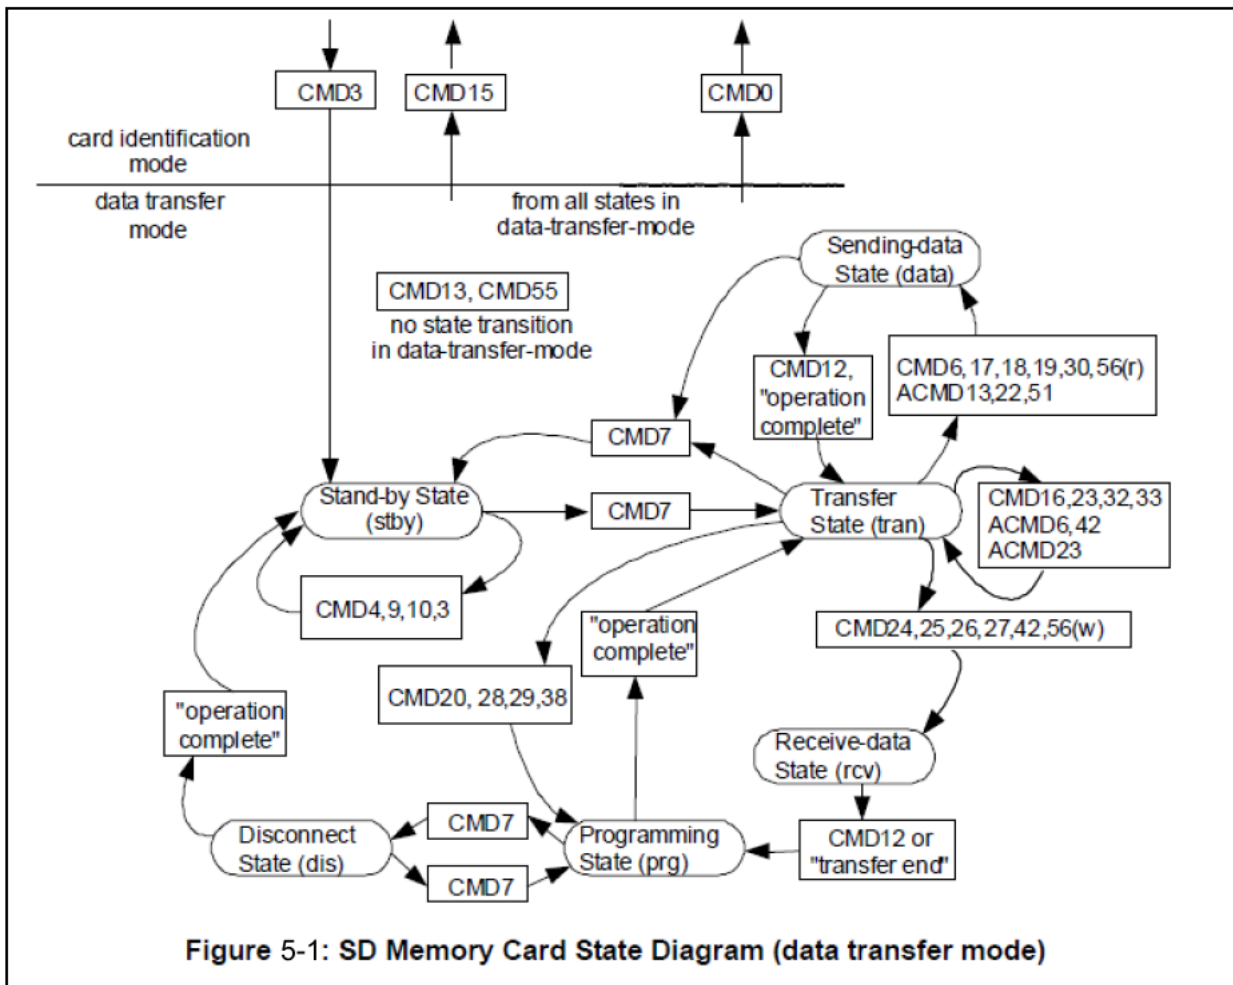 CMD3
CMD15
CMD0
card identification
mode
data transfer
mode
from all states in
data-transfer-mode
Sending-data
State (data)
CMD13, CMD55
no state transition
in data-transfer-mode
CMD12,
"operation
complete"
CMD6,17,18,19,30,56(r)
ACMD13,22,51
CMD7
Stand-by State
(stby)
CMD7
Transfer
State (tran)
CMD16,23,32,33
ACMD6,42
ACMD23
CMD4,9,10,3
"operation
complete"
CMD24,25,26,27,42,56(w)
CMD20, 28,29,38
"operation
complete"
Receive-data
State (rcv)
Disconnect
State (dis)
CMD7
CMD7
Programming
State (prg)
CMD12 or
"transfer end"
Figure 5-1: SD Memory Card State Diagram (data transfer mode)